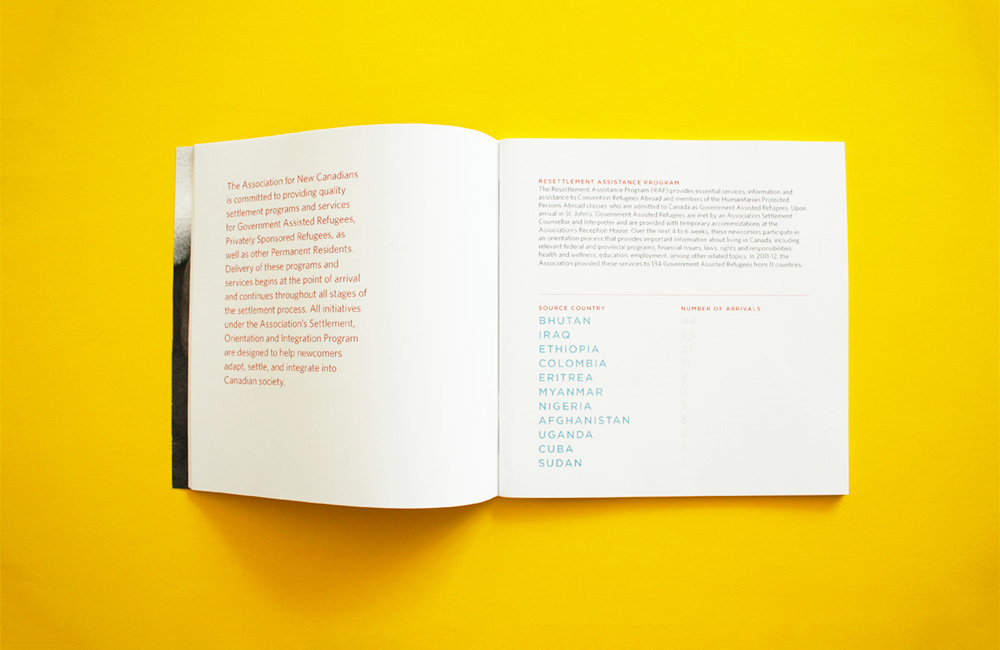 The Association for New Canadians
is committed to providing quality
settlement programs and services
for Government Assisted Refugees,
Privately Sponsored Refugees, as
well as other Permanent Residents.
Delivery of these programs and
services begins at the point of arrival
and continues throughout all stages of
the settlement process. All initiatives
under the Association's Settlement,
Orientation and Integration Program
are designed to help newcomers
adapt, settle, and integrate into
Canadian society.
RESETTLEMENT ASSISTANCE PROGRAM
The Resettlement Assistance Program (RAP) provides essential services, information and
assistance to Convention Refugees Abroad and members of the Humanitarian Protected
Persons Abroad classes who are admitted to Canada as Government Assisted Refugees. Upon
arrival in St. John's, Government Assisted Refugees are met by an Association Settlement
Counsellor and Interpreter and are provided with temporary accommodations at the
Association's Reception House. Over the next 4 to 6 weeks, these newcomers participate in
an orientation process that provides important information about living in Canada, including
relevant federal and provincial programs, financial issues, laws, rights and responsibilities,
health and wellness, education, employment, among other related topics. In 2011-12, the
Association provided these services to 134 Government Assisted Refugees from 11 countries.
SOURCE COUNTRY NUMBER OF ARRIVALS
BHUTAN
IRAQ
ETHIOPIA
COLOMBIA
ERITREA
MYANMAR
NIGERIA
AFGHANISTAN
UGANDA
CUBA
SUDAN